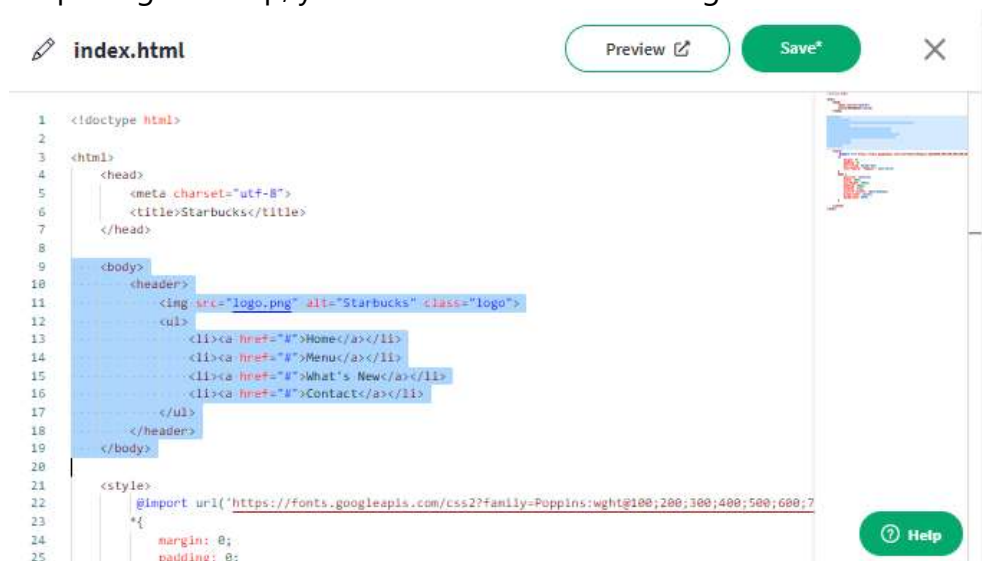 index.html
Preview
Save*
1 <!doctype html>
2
3 <html>
4 <head>
5 <meta charset="utf-8">
6 <title>Starbucks</title>
7 </head>
8
9 <body>
10 <header>
11 <img src="logo.png" alt="Starbucks" class="logo">
12 <ul>
13 <li><a href="#">Home</a></li>
14 <li><a href="#">Menu</a></li>
15 <li><a href="#">What's New</a></li>
16 <li><a href="#">Contact</a></li>
17 </ul>
18 </header>
19 </body>
20
21 <style>
22 @import url('https://fonts.googleapis.com/css2?family=Poppins:wght@100;200;300;400;500;600;7
23 *{
24 margin: 0;
25 padding: 0;
Help